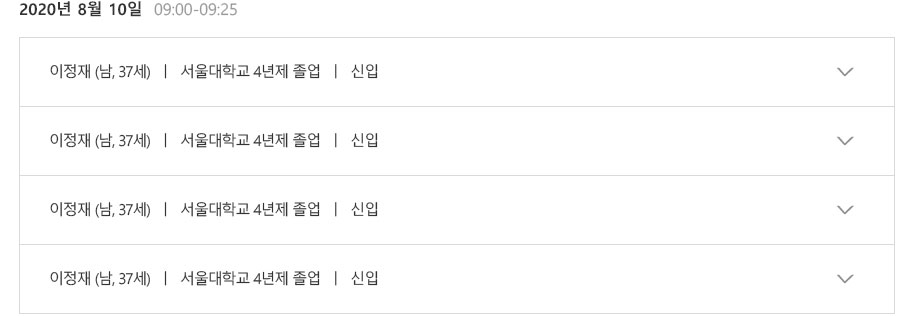 2020년 8월 10일 09:00-09:25
이정재 (남, 37세) | 서울대학교 4년제 졸업 | 신입
이정재 (남, 37세) | 서울대학교 4년제 졸업 | 신입
이정재 (남, 37세) | 서울대학교 4년제 졸업 | 신입
이정재 (남, 37세) | 서울대학교 4년제 졸업 | 신입